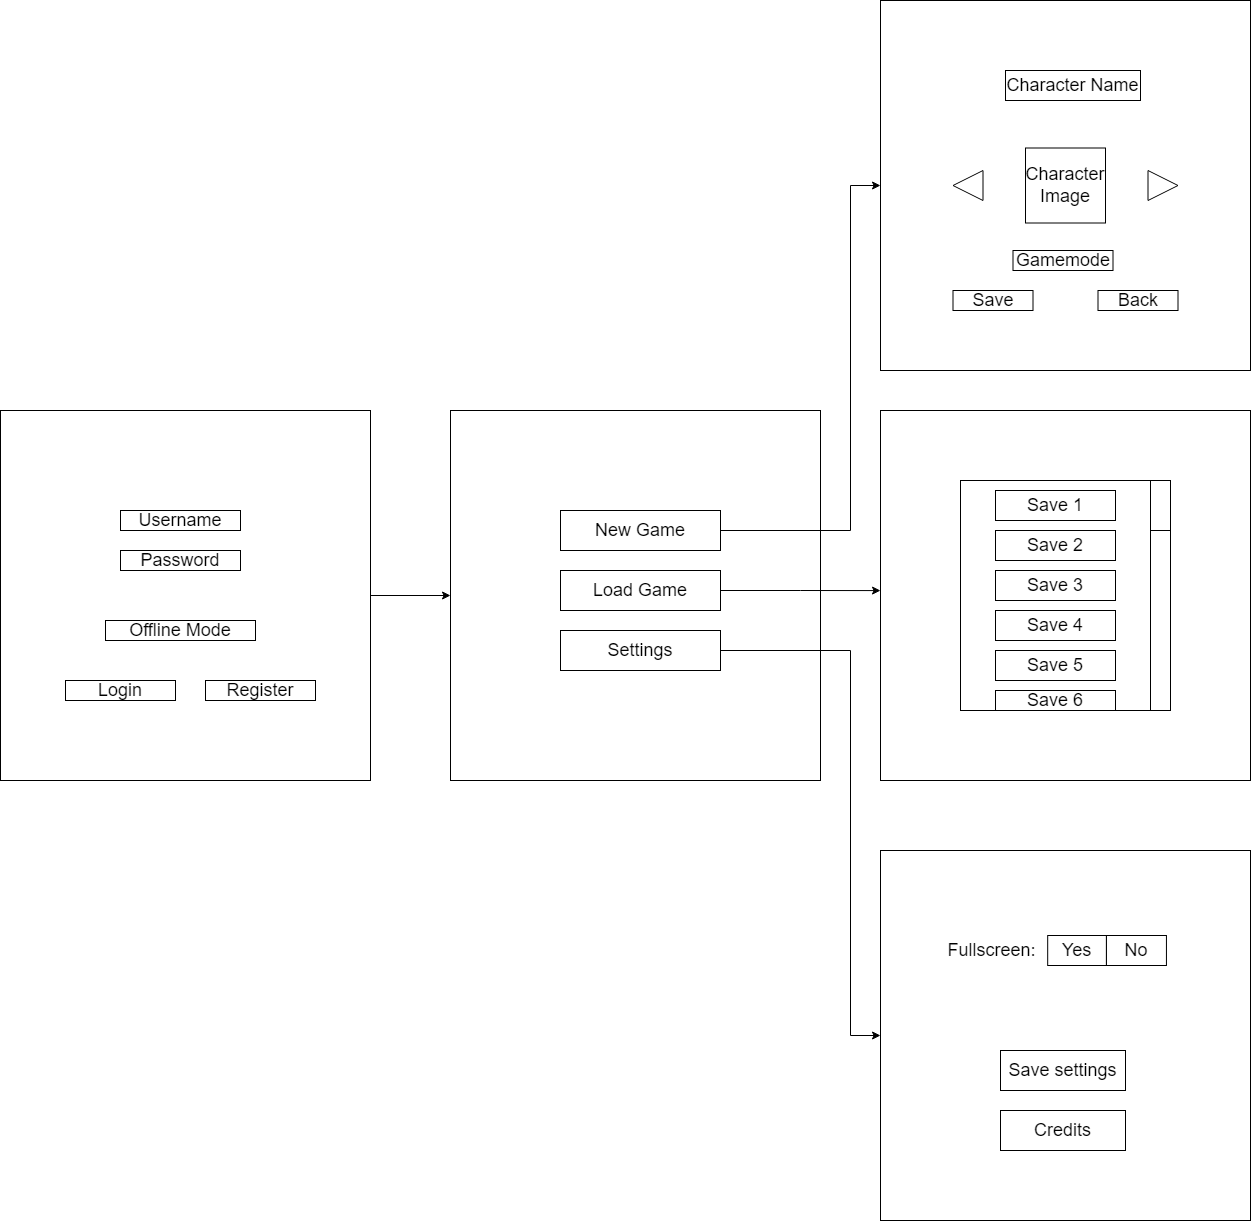 Character Name
Character
Image
Gamemode
Save
Back
Username
Password
Offline Mode
Login
Register
New Game
Load Game
Settings
Save 1
Save 2
Save 3
Save 4
Save 5
Save 6
Fullscreen: Yes No
Save settings
Credits